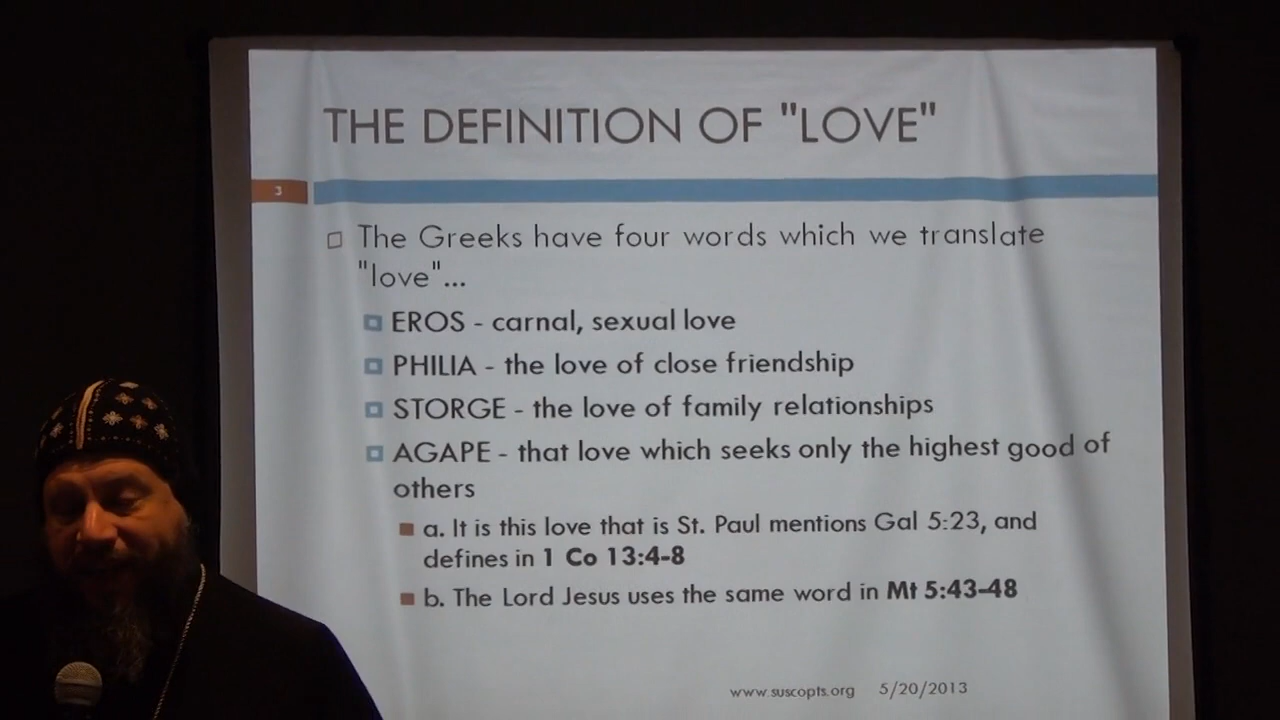 THE DEFINITION OF "LOVE"
3
The Greeks have four words which we translate
"love"...
EROS - carnal, sexual love
PHILIA - the love of close friendship
STORGE - the love of family relationships
AGAPE - that love which seeks only the highest good of
others
a. It is this love that is St. Paul mentions Gal 5:23, and
defines in 1 Co 13:4-8
b. The Lord Jesus uses the same word in Mt 5:43-48
www.suscopts.org 5/20/2013